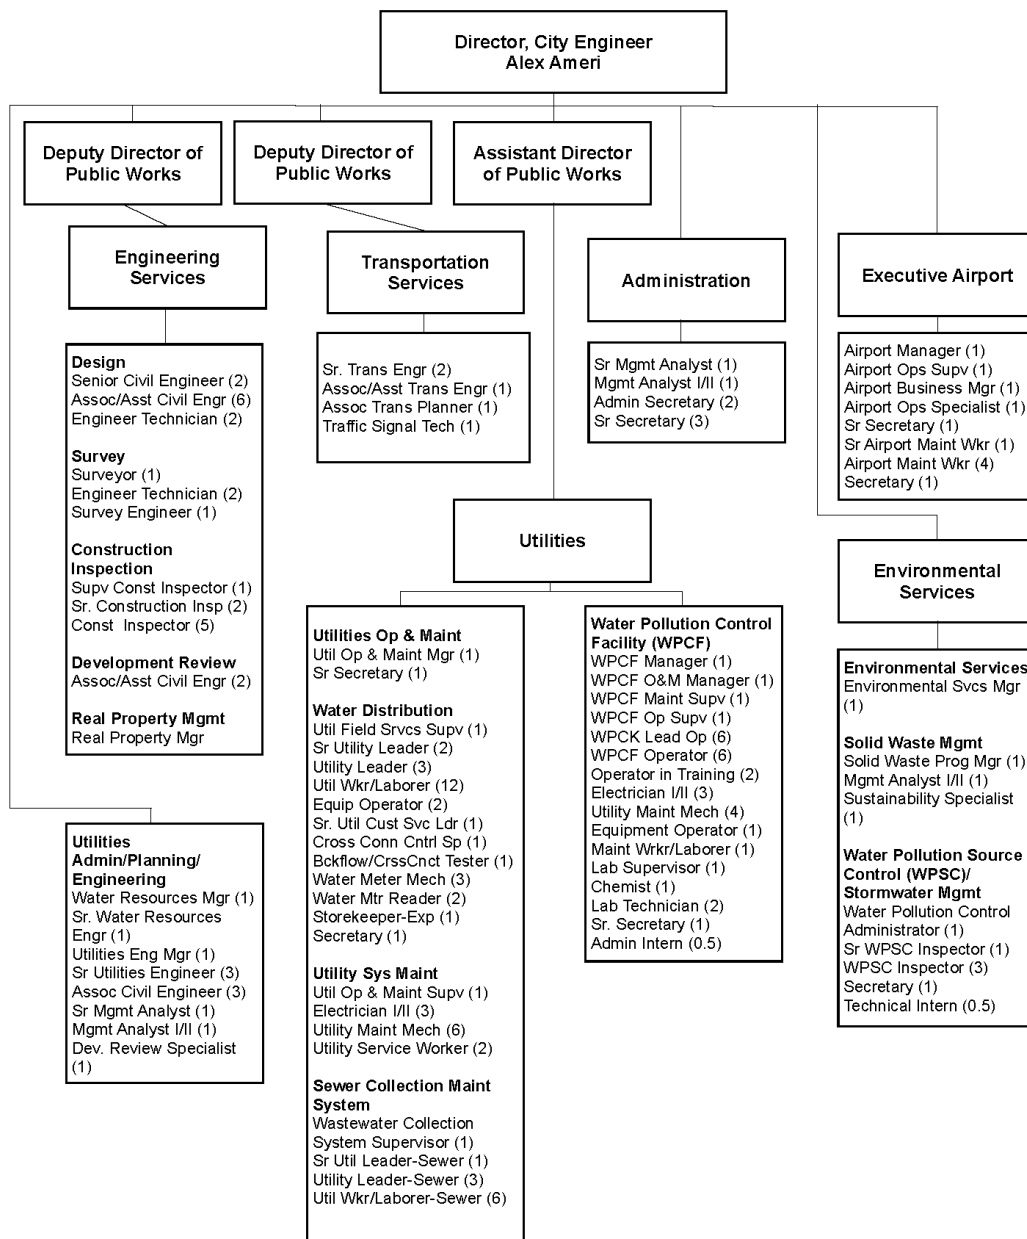 Director, City Engineer
Alex Ameri
Deputy Director of
Public Works
Deputy Director of
Public Works
Assistant Director
of Public Works
Engineering
Services
Transportation
Services
Administration
Executive Airport
Design
Senior Civil Engineer (2)
Assoc/Asst Civil Engr (6)
Engineer Technician (2)
Survey
Surveyor (1)
Engineer Technician (2)
Survey Engineer (1)
Construction
Inspection
Supv Const Inspector (1)
Sr. Construction Insp (2)
Const Inspector (5)
Development Review
Assoc/Asst Civil Engr (2)
Real Property Mgmt
Real Property Mgr
Sr. Trans Engr (2)
Assoc/Asst Trans Engr (1)
Assoc Trans Planner (1)
Traffic Signal Tech (1)
Sr Mgmt Analyst (1)
Mgmt Analyst I/II (1)
Admin Secretary (2)
Sr Secretary (3)
Airport Manager (1)
Airport Ops Supv (1)
Airport Business Mgr (1)
Airport Ops Specialist (1)
Sr Secretary (1)
Sr Airport Maint Wkr (1)
Airport Maint Wkr (4)
Secretary (1)
Utilities
Environmental
Services
Utilities
Admin/Planning/
Engineering
Water Resources Mgr (1)
Sr. Water Resources
Engr (1)
Utilities Eng Mgr (1)
Sr Utilities Engineer (3)
Assoc Civil Engineer (3)
Sr Mgmt Analyst (1)
Mgmt Analyst I/II (1)
Dev. Review Specialist
(1)
Utilities Op & Maint
Util Op & Maint Mgr (1)
Sr Secretary (1)
Water Distribution
Util Field Srvcs Supv (1)
Sr Utility Leader (2)
Utility Leader (3)
Util Wkr/Laborer (12)
Equip Operator (2)
Sr. Util Cust Svc Ldr (1)
Cross Conn Cntrl Sp (1)
Bckflow/CrssCnct Tester (1)
Water Meter Mech (3)
Water Mtr Reader (2)
Storekeeper-Exp (1)
Secretary (1)
Utility Sys Maint
Util Op & Maint Supv (1)
Electrician I/II (3)
Utility Maint Mech (6)
Utility Service Worker (2)
Sewer Collection Maint
System
Wastewater Collection
System Supervisor (1)
Sr Util Leader-Sewer (1)
Utility Leader-Sewer (3)
Util Wkr/Laborer-Sewer (6)
Water Pollution Control
Facility (WPCF)
WPCF Manager (1)
WPCF O&M Manager (1)
WPCF Maint Supv (1)
WPCF Op Supv (1)
WPCK Lead Op (6)
WPCF Operator (6)
Operator in Training (2)
Electrician I/II (3)
Utility Maint Mech (4)
Equipment Operator (1)
Maint Wrkr/Laborer (1)
Lab Supervisor (1)
Chemist (1)
Lab Technician (2)
Sr. Secretary (1)
Admin Intern (0.5)
Environmental Services
Environmental Svcs Mgr
(1)
Solid Waste Mgmt
Solid Waste Prog Mgr (1)
Mgmt Analyst I/II (1)
Sustainability Specialist
(1)
Water Pollution Source
Control (WPSC)/
Stormwater Mgmt
Water Pollution Control
Administrator (1)
Sr WPSC Inspector (1)
WPSC Inspector (3)
Secretary (1)
Technical Intern (0.5)